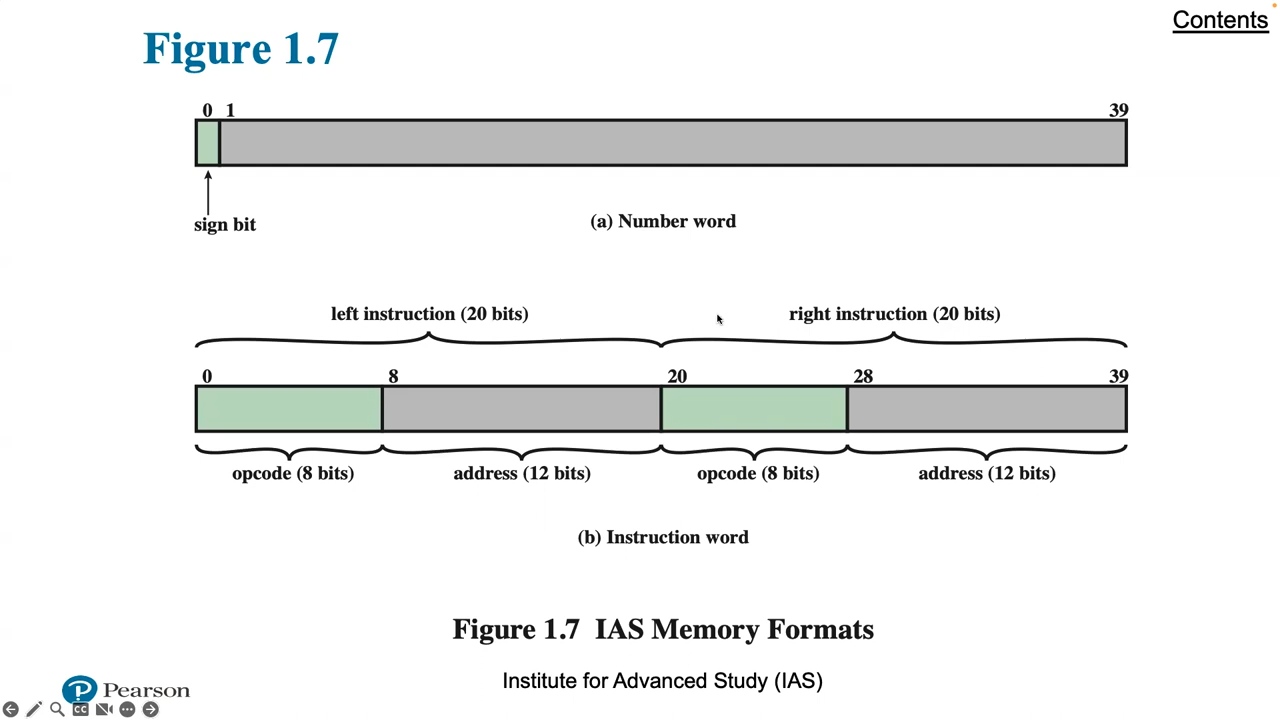 Contents
Figure 1.7
0 1 39
sign bit
(a) Number word
left instruction (20 bits) right instruction (20 bits)
0 8 20 28 39
opcode (8 bits) address (12 bits) opcode (8 bits) address (12 bits)
(b) Instruction word
Figure 1.7 IAS Memory Formats
Institute for Advanced Study (IAS)
P Pearson
CC